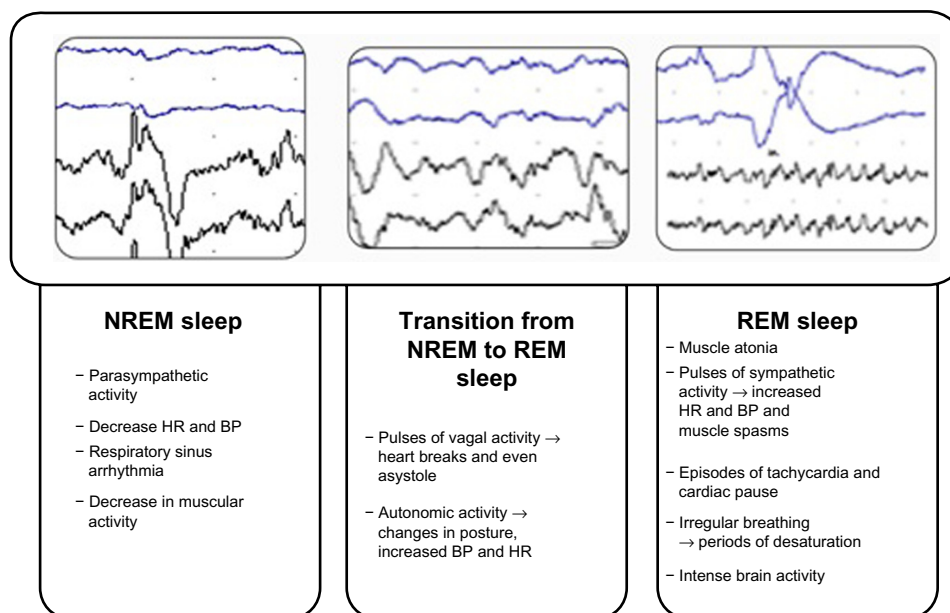 NREM sleep
− Parasympathetic
activity
− Decrease HR and BP
− Respiratory sinus
arrhythmia
− Decrease in muscular
activity
Transition from
NREM to REM
sleep
− Pulses of vagal activity →
heart breaks and even
asystole
− Autonomic activity →
changes in posture,
increased BP and HR
REM sleep
− Muscle atonia
− Pulses of sympathetic
activity → increased
HR and BP and
muscle spasms
− Episodes of tachycardia and
cardiac pause
− Irregular breathing
→ periods of desaturation
− Intense brain activity